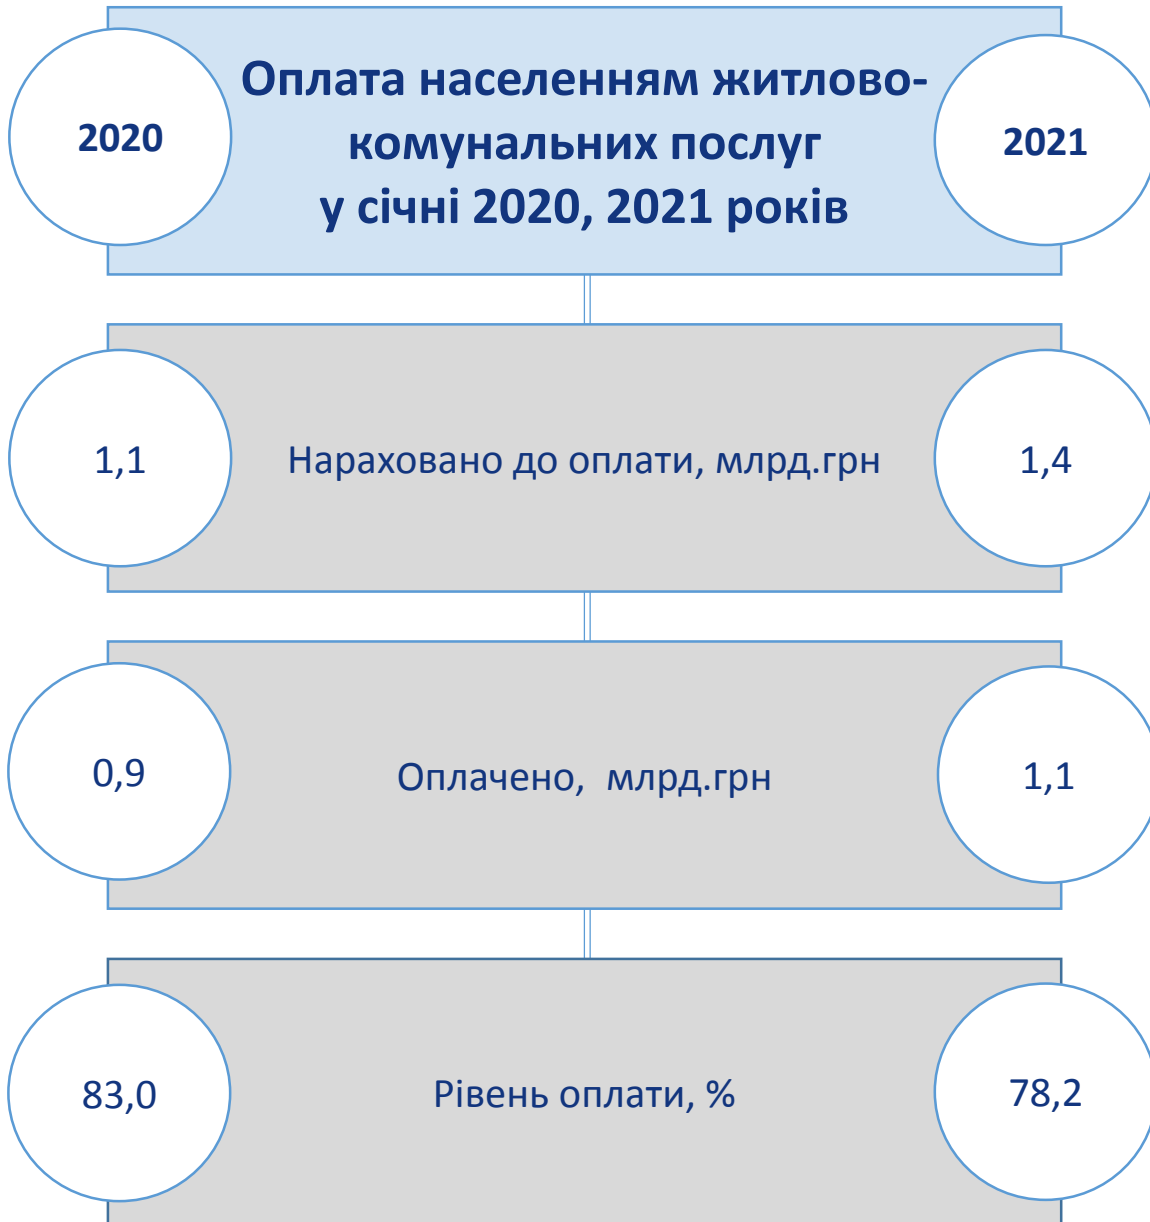 2020
Оплата населенням житлово-
комунальних послуг
у січні 2020, 2021 років
2021
1,1
Нараховано до оплати, млрд.грн
1,4
0,9
Оплачено,  млрд.грн
1,1
83,0
Рівень оплати, %
78,2